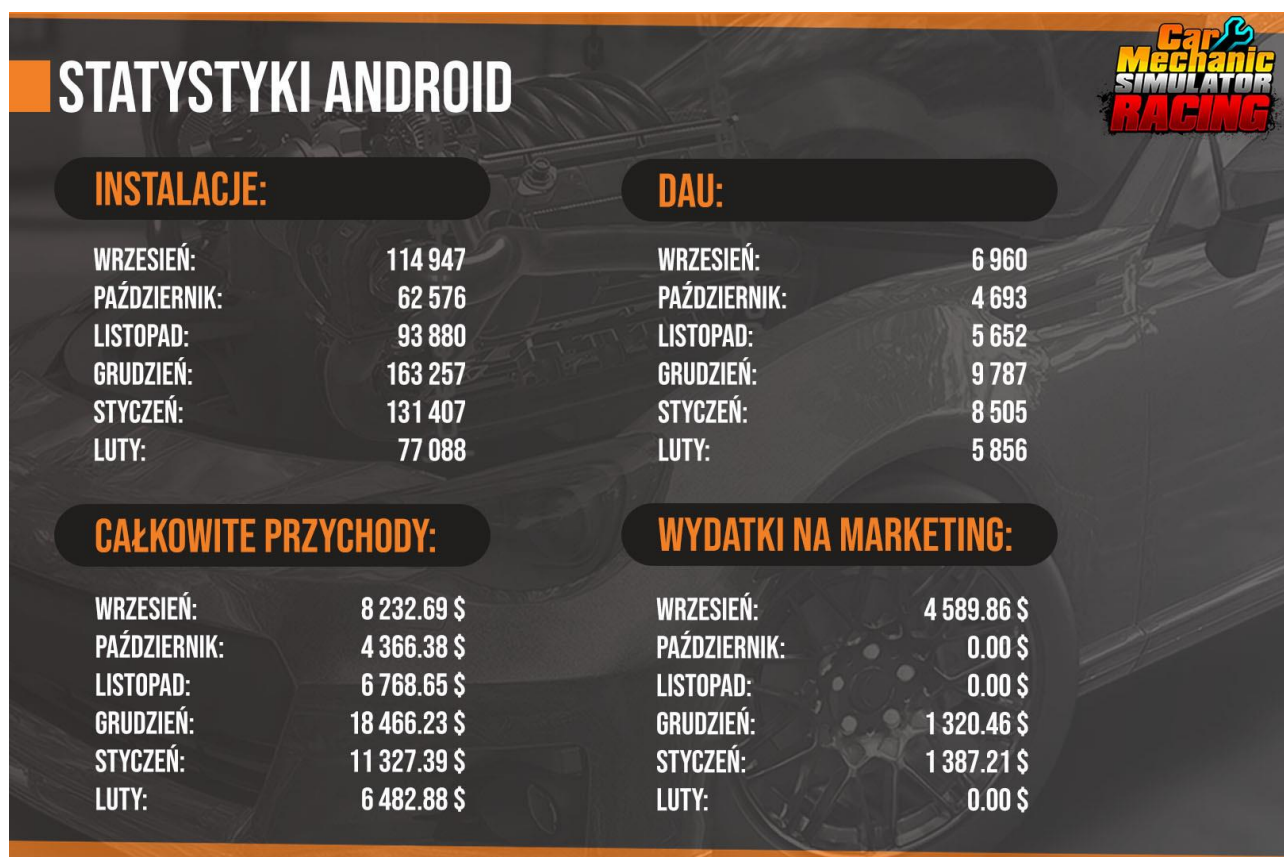 STATYSTYKI ANDROID
Car
Mechanic
SIMULATOR
RACING
INSTALACJE:
WRZESIEŃ: 114 947
PAŹDZIERNIK: 62 576
LISTOPAD: 93 880
GRUDZIEŃ: 163 257
STYCZEŃ: 131 407
LUTY: 77 088
DAU:
WRZESIEŃ: 6 960
PAŹDZIERNIK: 4 693
LISTOPAD: 5 652
GRUDZIEŃ: 9 787
STYCZEŃ: 8 505
LUTY: 5 856
CAŁKOWITE PRZYCHODY:
WRZESIEŃ: 8 232.69 $
PAŹDZIERNIK: 4 366.38 $
LISTOPAD: 6 768.65 $
GRUDZIEŃ: 18 466.23 $
STYCZEŃ: 11 327.39 $
LUTY: 6 482.88 $
WYDATKI NA MARKETING:
WRZESIEŃ: 4 589.86 $
PAŹDZIERNIK: 0.00 $
LISTOPAD: 0.00 $
GRUDZIEŃ: 1 320.46 $
STYCZEŃ: 1 387.21 $
LUTY: 0.00 $